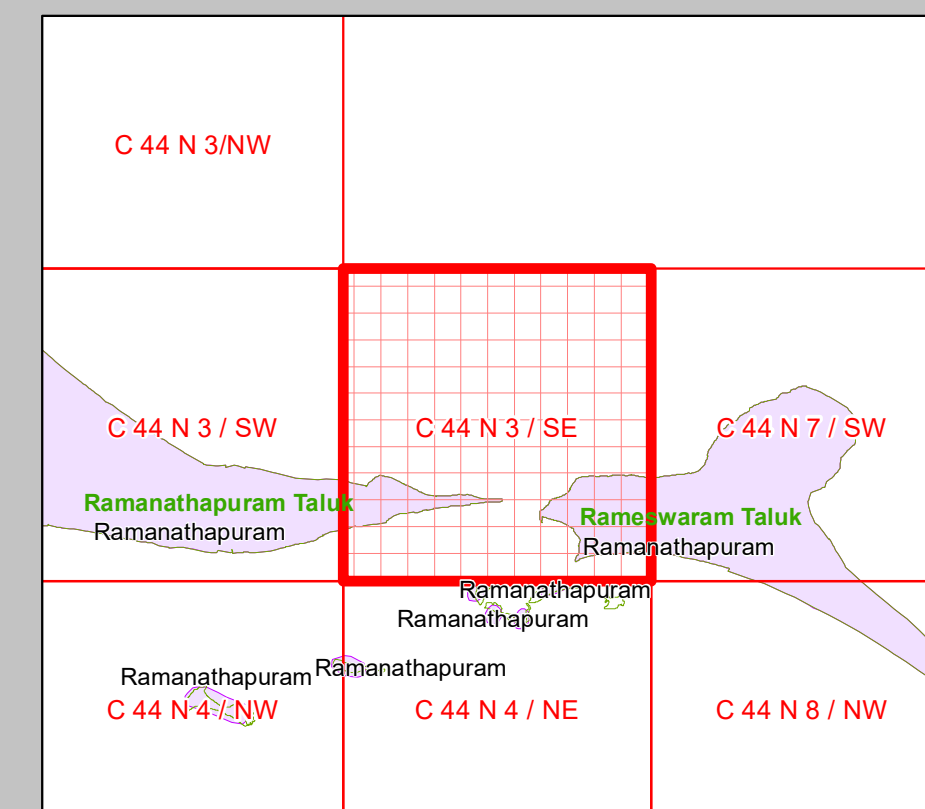 C 44 N 3/NW
C 44 N 3 / SW
C 44 N 3 / SE
C 44 N 7 / SW
Ramanathapuram Taluk
Ramanathapuram
Rameswaram Taluk
Ramanathapuram
Ramanathapuram
Ramanathapuram
Ramanathapuram
Ramanathapuram
C 44 N 4 / NW
C 44 N 4 / NE
C 44 N 8 / NW